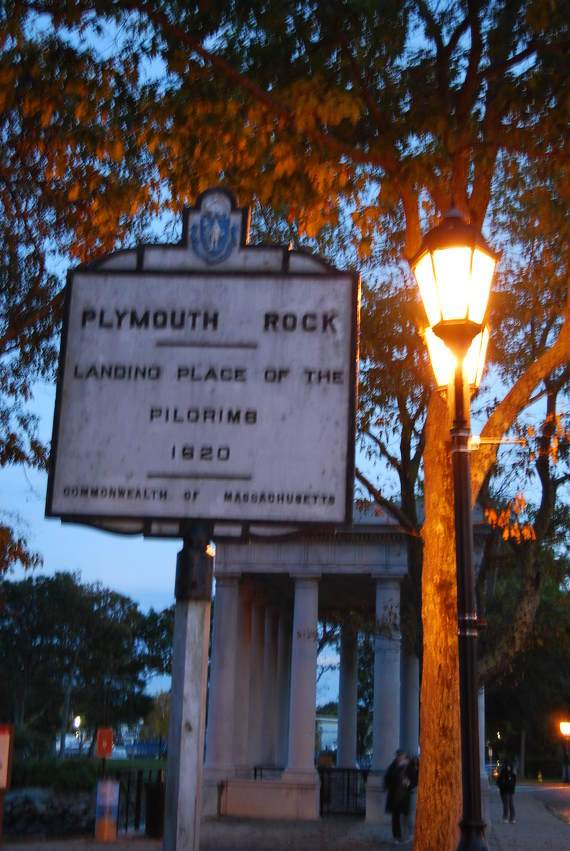 PLYMOUTH ROCK
LANDING PLACE OF THE
PILGRIMS
1620
COMMONWEALTH OF MASSACHUSETTS